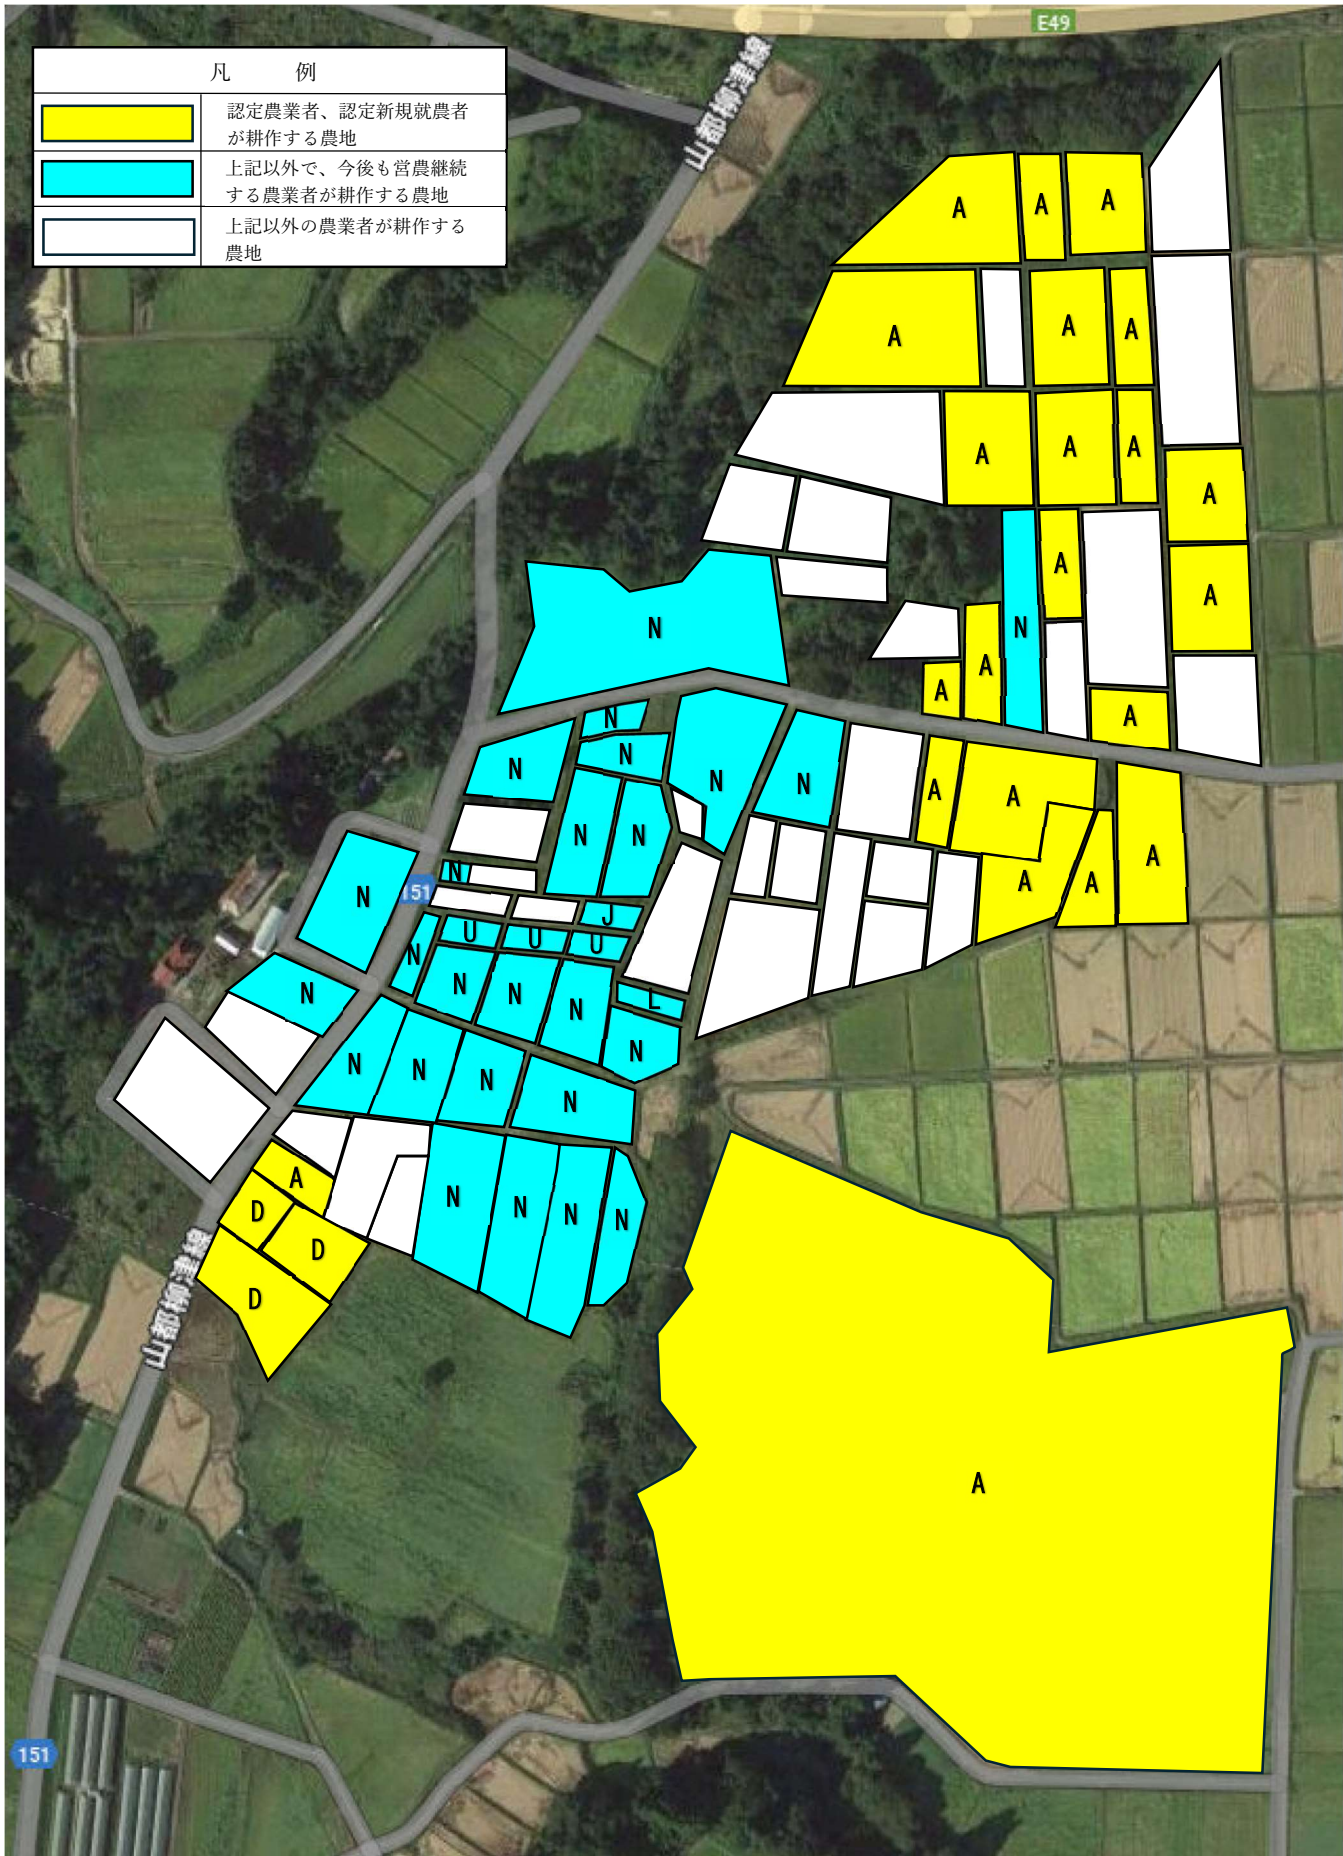 E49
山都柳津線
凡 例
認定農業者、認定新規就農者
が耕作する農地
上記以外で、今後も営農継続
する農業者が耕作する農地
上記以外の農業者が耕作する
農地
A A A
A A A
A A A
A
A
N
A
N
A
A
A
A
N
N
N
N
N
A
A
N
N
A
A
A
N
N
151
J
U U U
N
N N N
N
L
N
N N N
N
A
D
D
N N N N
D
山都柳津線
A
151